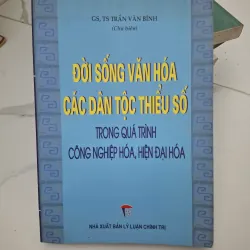 GS, TS TRẦN VĂN BÍNH
(Chủ biên)
ĐỜI SỐNG VĂN HÓA
CÁC DÂN TỘC THIỂU SỐ
TRONG QUÁ TRÌNH
CÔNG NGHIỆP HÓA, HIỆN ĐẠI HÓA
NHÀ XUẤT BẢN LÝ LUẬN CHÍNH TRỊ